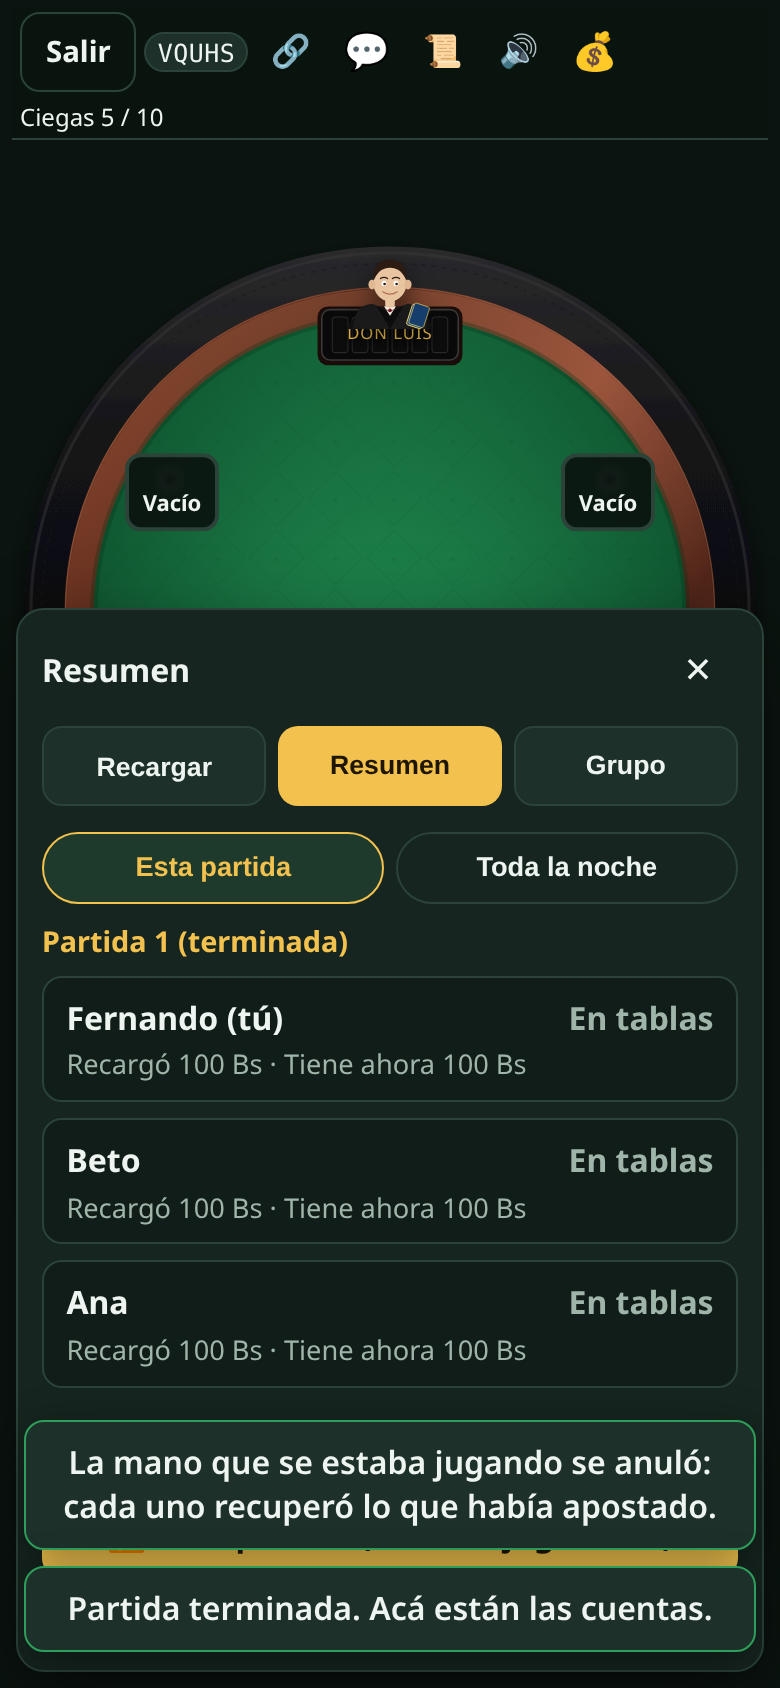 Salir
VQUHS
Ciegas 5 / 10
DON LUIS
Vacío
Vacío
Resumen
Recargar
Resumen
Grupo
Esta partida
Toda la noche
Partida 1 (terminada)
Fernando (tú)
En tablas
Recargó 100 Bs · Tiene ahora 100 Bs
Beto
En tablas
Recargó 100 Bs · Tiene ahora 100 Bs
Ana
En tablas
Recargó 100 Bs · Tiene ahora 100 Bs
La mano que se estaba jugando se anuló:
cada uno recuperó lo que había apostado.
Partida terminada. Acá están las cuentas.